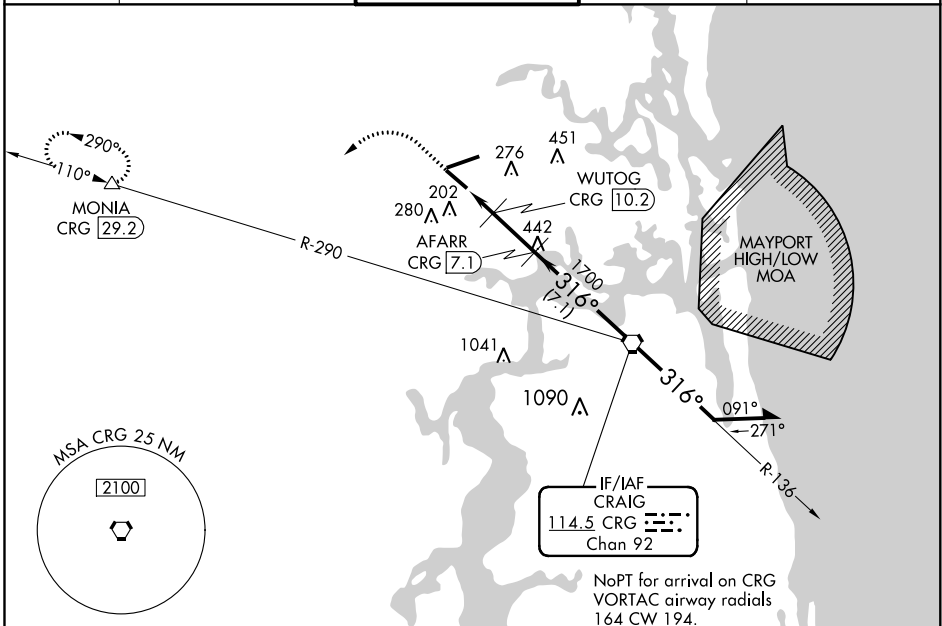 290°
110°
MONIA
CRG 29.2
R-290
276
451
WUTOG
CRG 10.2
202
280
442
AFARR
CRG 7.1
1700
316°
(7.1)
MAYPORT
HIGH/LOW
MOA
1041
1090
316°
091°
271°
R-136
MSA CRG 25 NM
2100
IF/IAF
CRAIG
114.5 CRG
Chan 92
NoPT for arrival on CRG
VORTAC airway radials
164 CW 194.